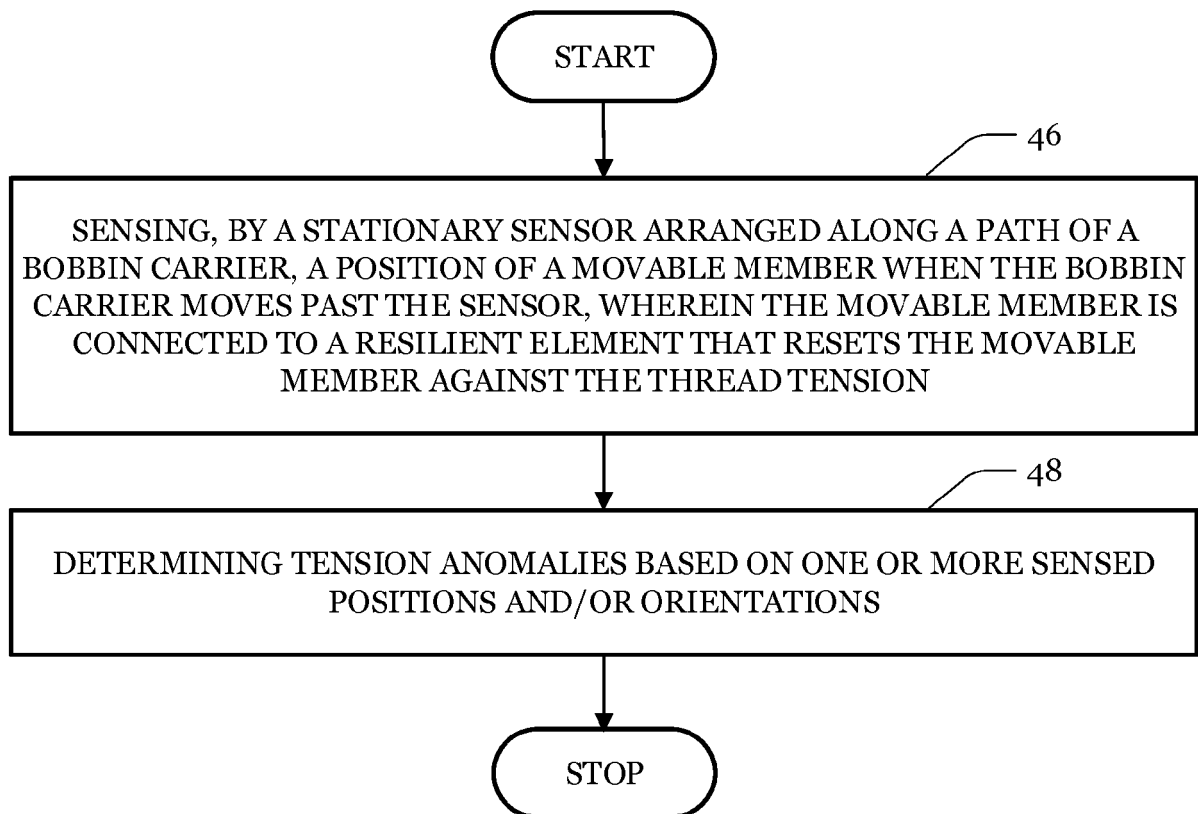 START
46
SENSING, BY A STATIONARY SENSOR ARRANGED ALONG A PATH OF A
BOBBIN CARRIER, A POSITION OF A MOVABLE MEMBER WHEN THE BOBBIN
CARRIER MOVES PAST THE SENSOR, WHEREIN THE MOVABLE MEMBER IS
CONNECTED TO A RESILIENT ELEMENT THAT RESETS THE MOVABLE
MEMBER AGAINST THE THREAD TENSION
48
DETERMINING TENSION ANOMALIES BASED ON ONE OR MORE SENSED
POSITIONS AND/OR ORIENTATIONS
STOP